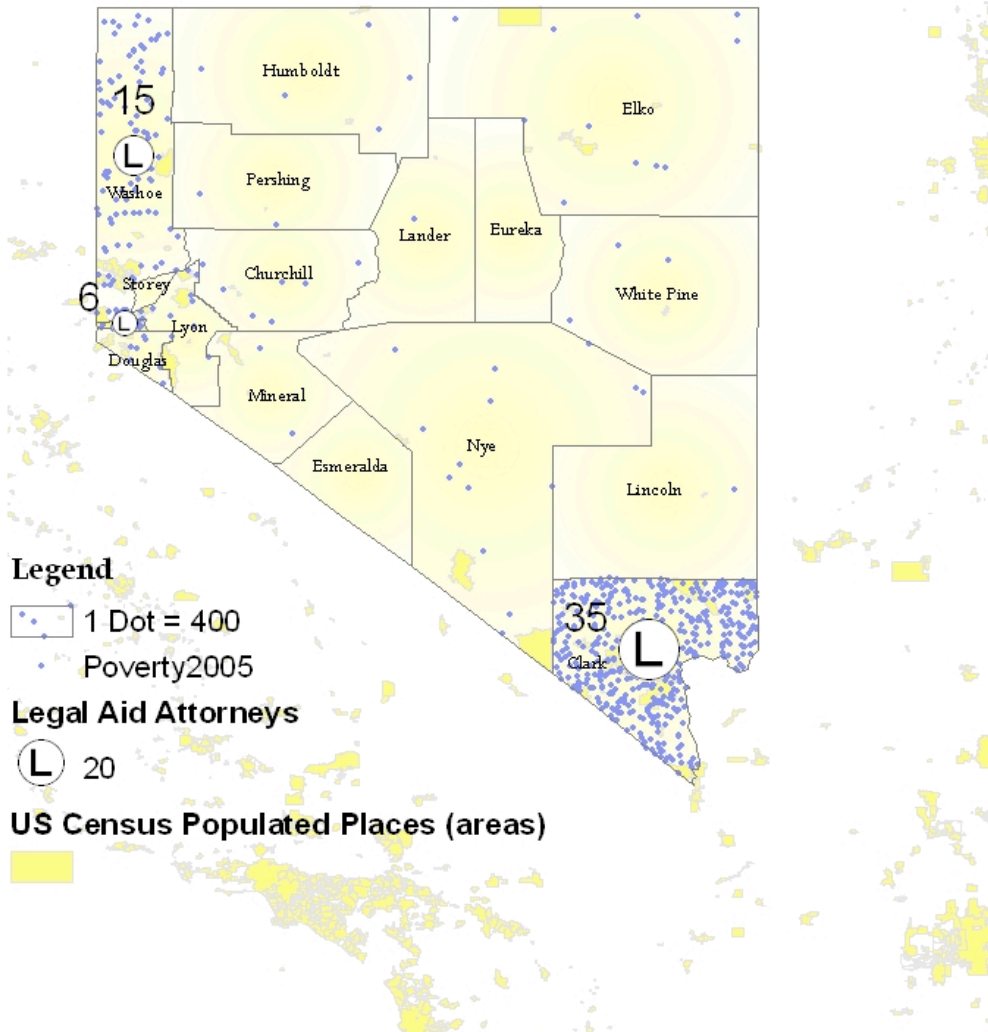 Humboldt
15
Elko
L
Pershing
Washoe
Lander
Eureka
Churchill
Storey
White Pine
6
L
Lyon
Douglas
Mineral
Nye
Esmeralda
Lincoln
Legend
35
1 Dot = 400
L
Clark
Poverty2005
Legal Aid Attorneys
L 20
US Census Populated Places (areas)